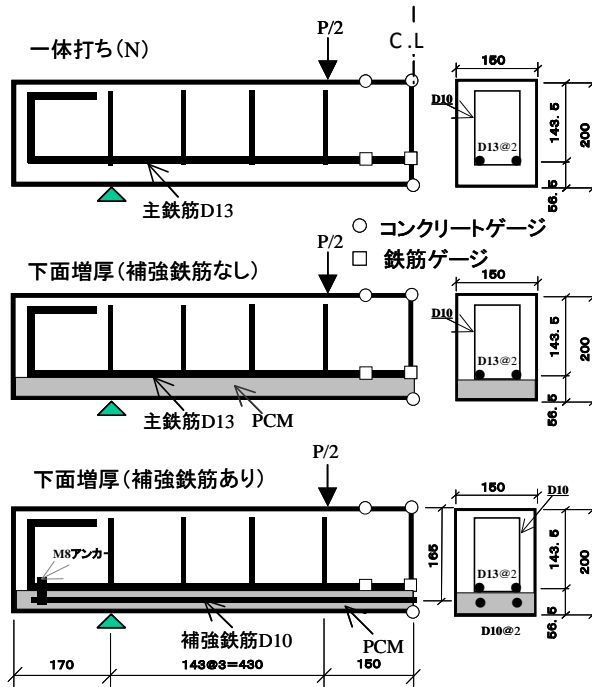 一体打ち(N)
P/2
C.L
150
D10
D13@2
143.5
200
56.5
主鉄筋D13
○ コンクリートゲージ
□ 鉄筋ゲージ
下面増厚(補強鉄筋なし)
P/2
150
D10
D13@2
143.5
200
56.5
主鉄筋D13
PCM
下面増厚(補強鉄筋あり)
P/2
150
D10
M8アンカー
165
D13@2
143.5
200
56.5
D10@2
補強鉄筋D10
PCM
170
143@3=430
150